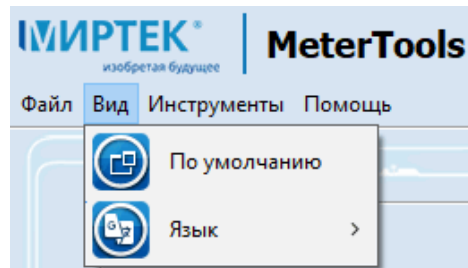 МИРТЕК®
изобретая будущее
MeterTools
Файл Вид Инструменты Помощь
По умолчанию
Язык